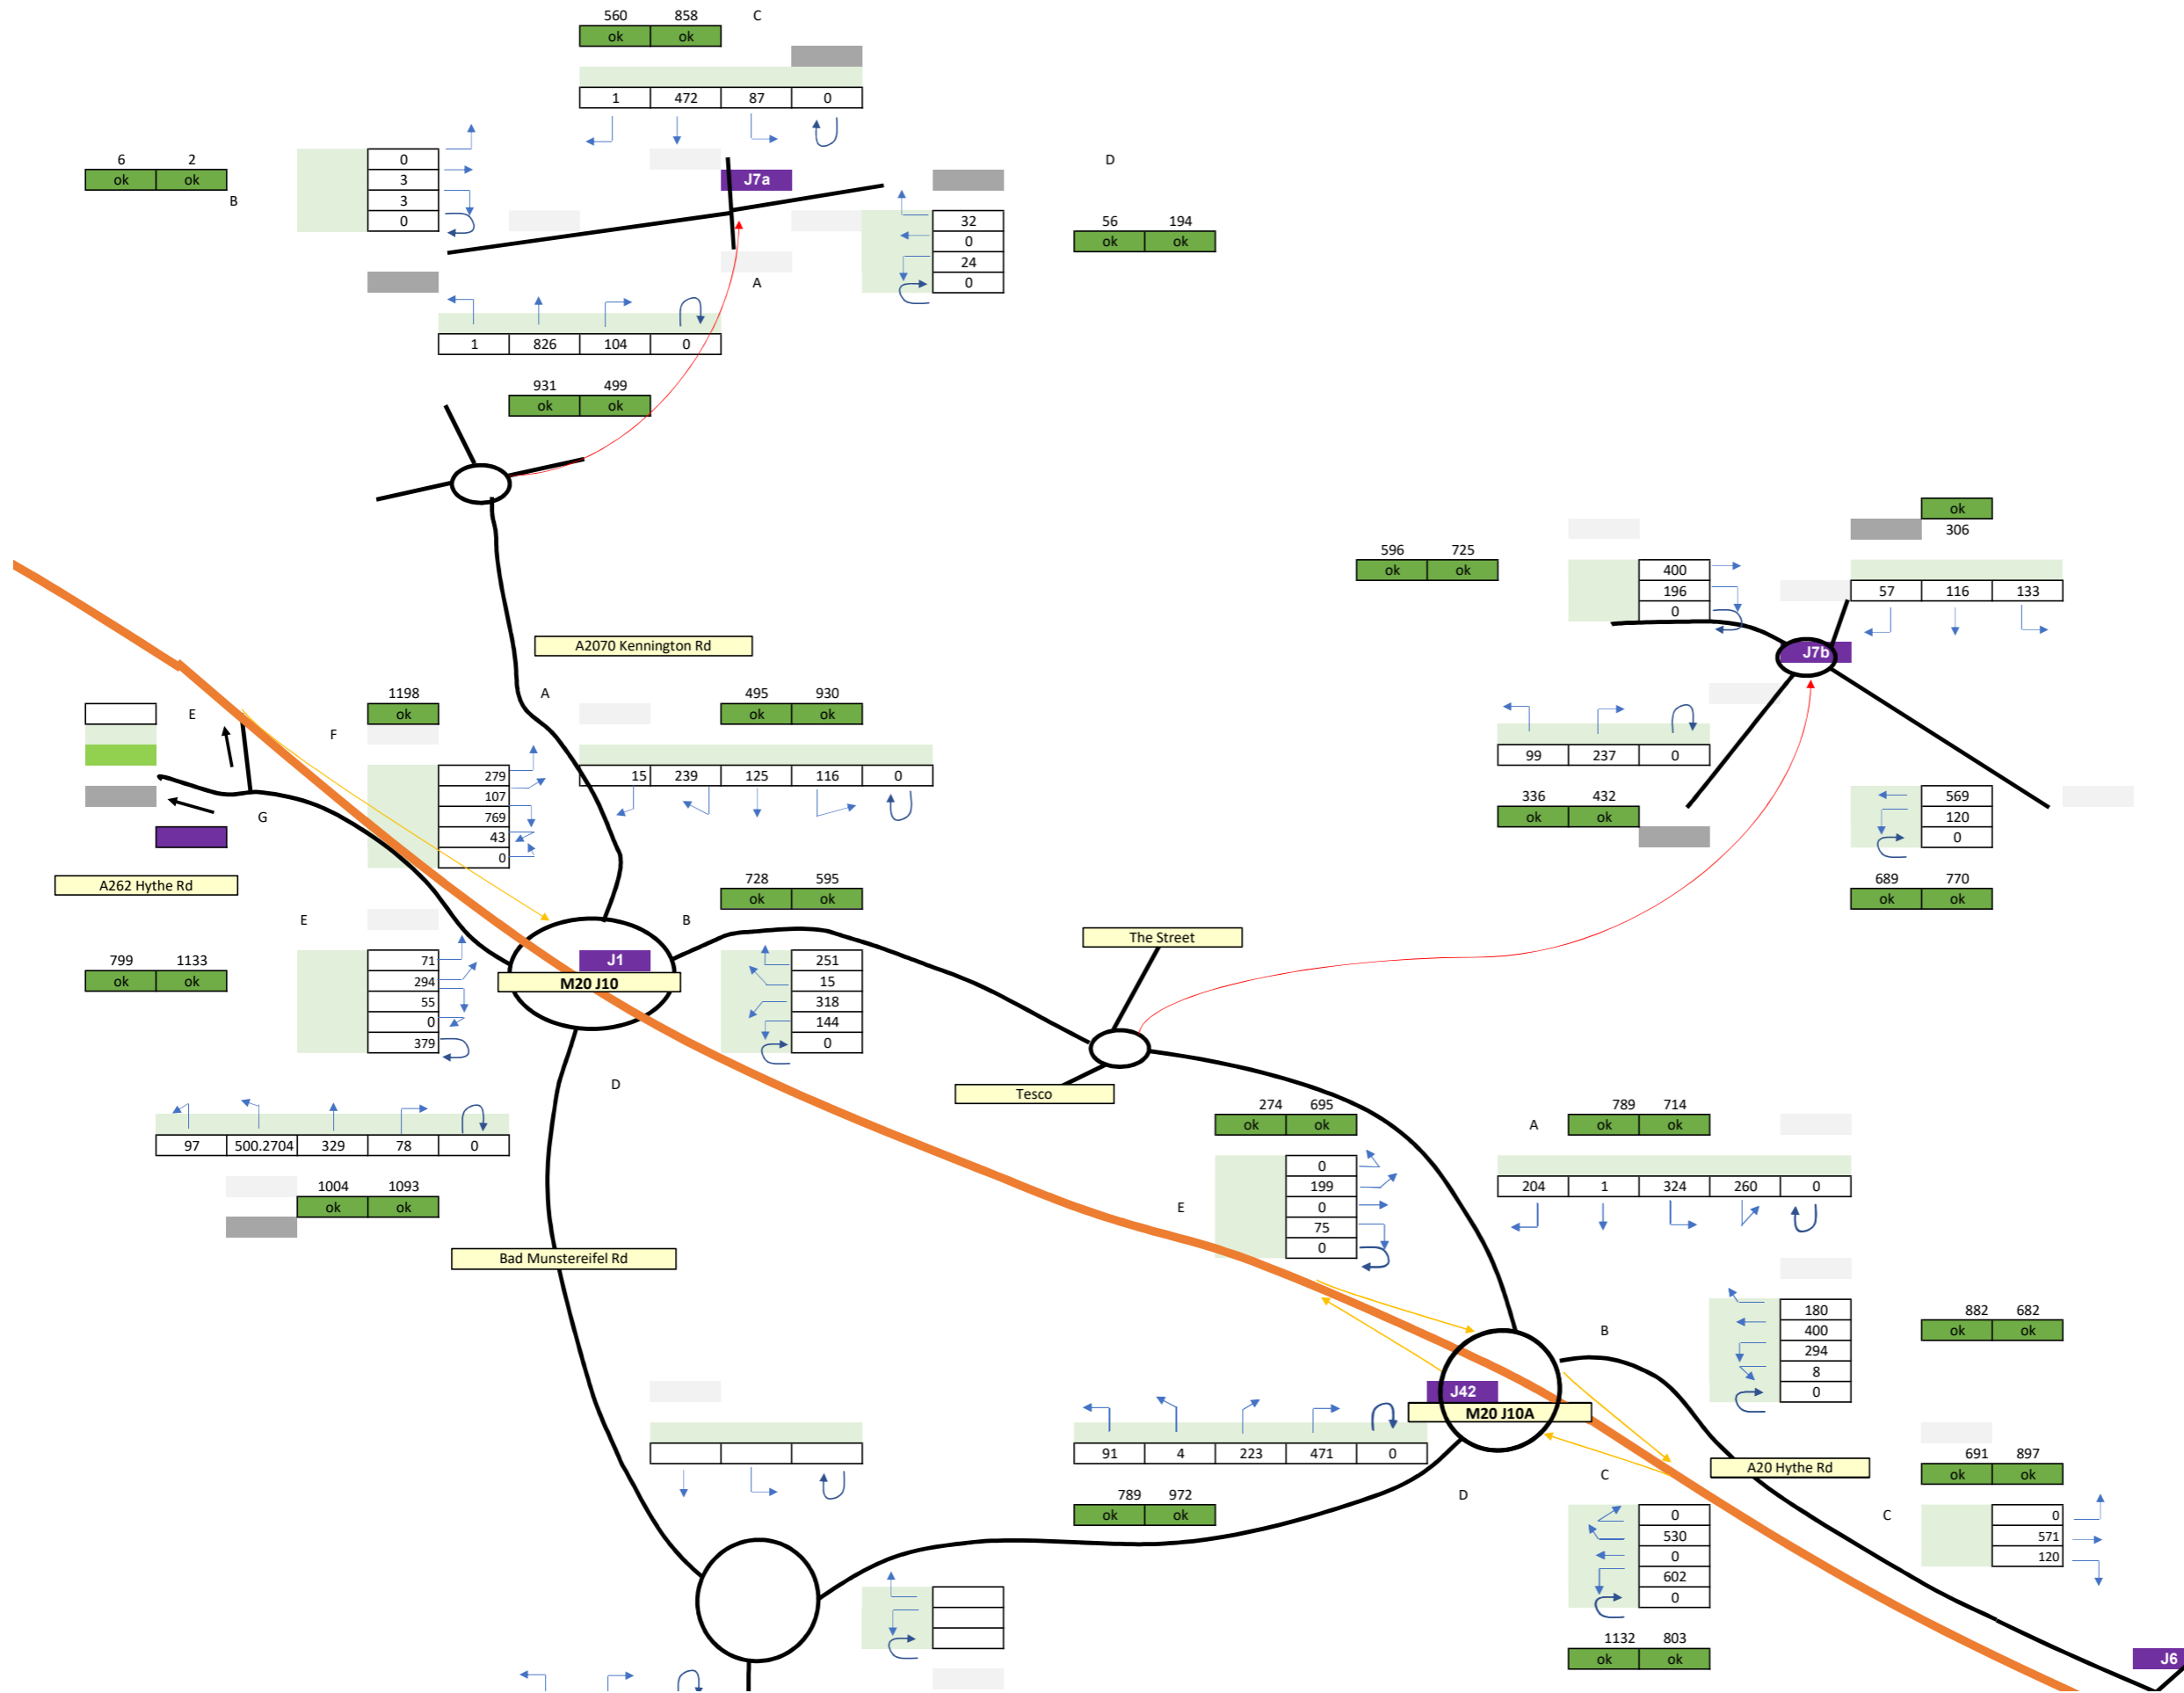 560 858 C
ok ok
1 472 87 0
6 2
ok ok
B
0
3
3
0
J7a
D
32
0
24
0
56 194
ok ok
A
1 826 104 0
931 499
ok ok
ok
306
596 725
ok ok
400
196
0
57 116 133
J7b
A2070 Kennington Rd
99 237 0
336 432
ok ok
569
120
0
689 770
ok ok
E
F
G
1198
ok
A
495 930
ok ok
279
107
769
43
0
15 239 125 116 0
A262 Hythe Rd
728 595
ok ok
E
B
799 1133
ok ok
71
294
55
0
379
J1
M20 J10
251
15
318
144
0
The Street
Tesco
D
97 500.2704 329 78 0
1004 1093
ok ok
Bad Munstereifel Rd
274 695
ok ok
E
0
199
0
75
0
789 714
A
ok ok
204 1 324 260 0
B
180
400
294
8
0
882 682
ok ok
J42
M20 J10A
91 4 223 471 0
789 972
ok ok
D
C
A20 Hythe Rd
691 897
ok ok
C
0
530
0
602
0
0
571
120
1132 803
ok ok
J6